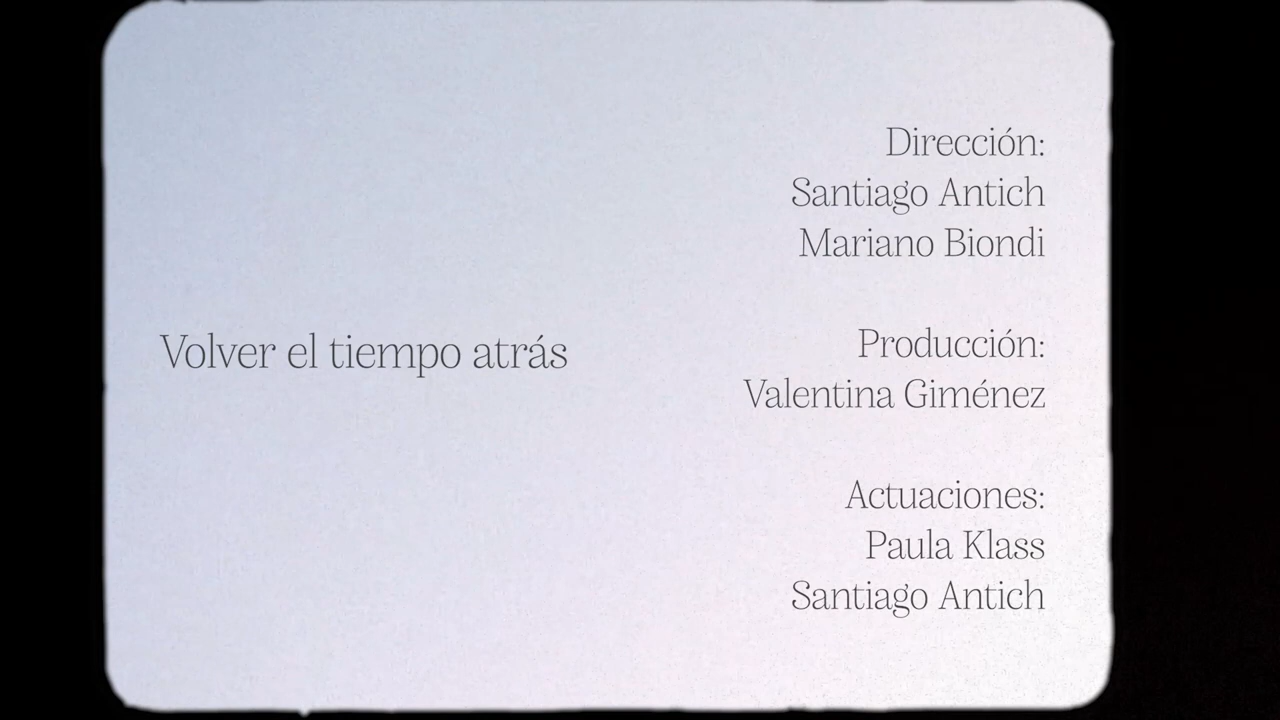 Volver el tiempo atrás
Dirección:
Santiago Antich
Mariano Biondi
Producción:
Valentina Giménez
Actuaciones:
Paula Klass
Santiago Antich